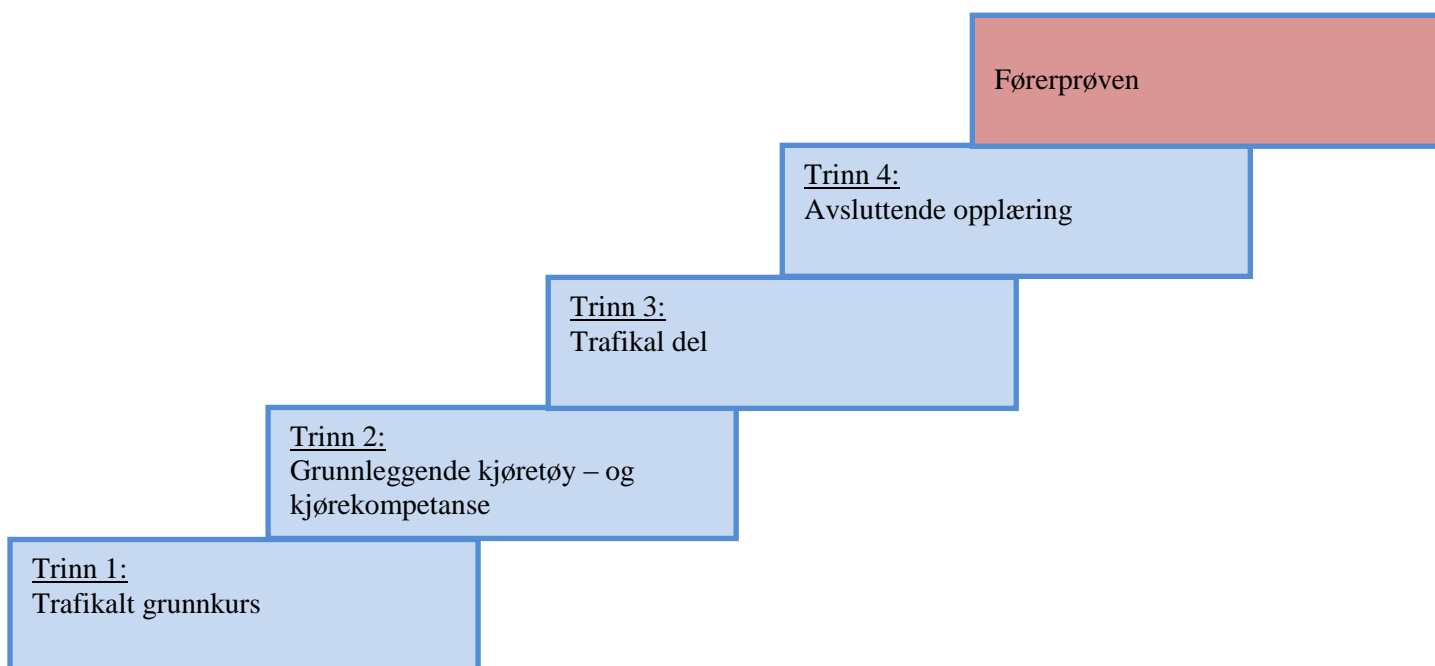 Førerprøven
Trinn 4:
Avsluttende opplæring
Trinn 3:
Trafikal del
Trinn 2:
Grunnleggende kjøretøy – og
kjørekompetanse
Trinn 1:
Trafikalt grunnkurs